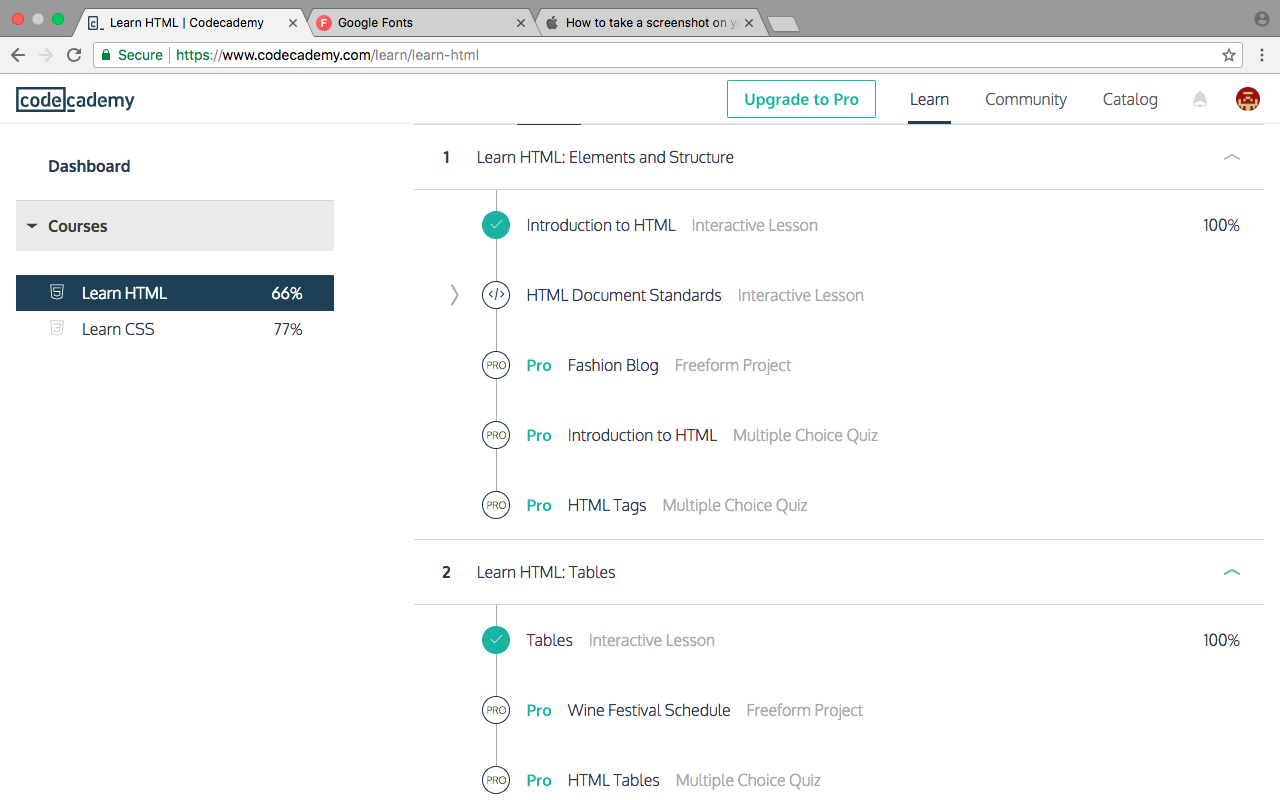 Learn HTML | Codecademy
Google Fonts
How to take a screenshot on
Secure https://www.codecademy.com/learn/learn-html
codecademy
Upgrade to Pro
Learn
Community
Catalog
Dashboard
Courses
Learn HTML 66%
Learn CSS 77%
1 Learn HTML: Elements and Structure
Introduction to HTML Interactive Lesson 100%
</> HTML Document Standards Interactive Lesson
PRO Pro Fashion Blog Freeform Project
PRO Pro Introduction to HTML Multiple Choice Quiz
PRO Pro HTML Tags Multiple Choice Quiz
2 Learn HTML: Tables
Tables Interactive Lesson 100%
PRO Pro Wine Festival Schedule Freeform Project
PRO Pro HTML Tables Multiple Choice Quiz